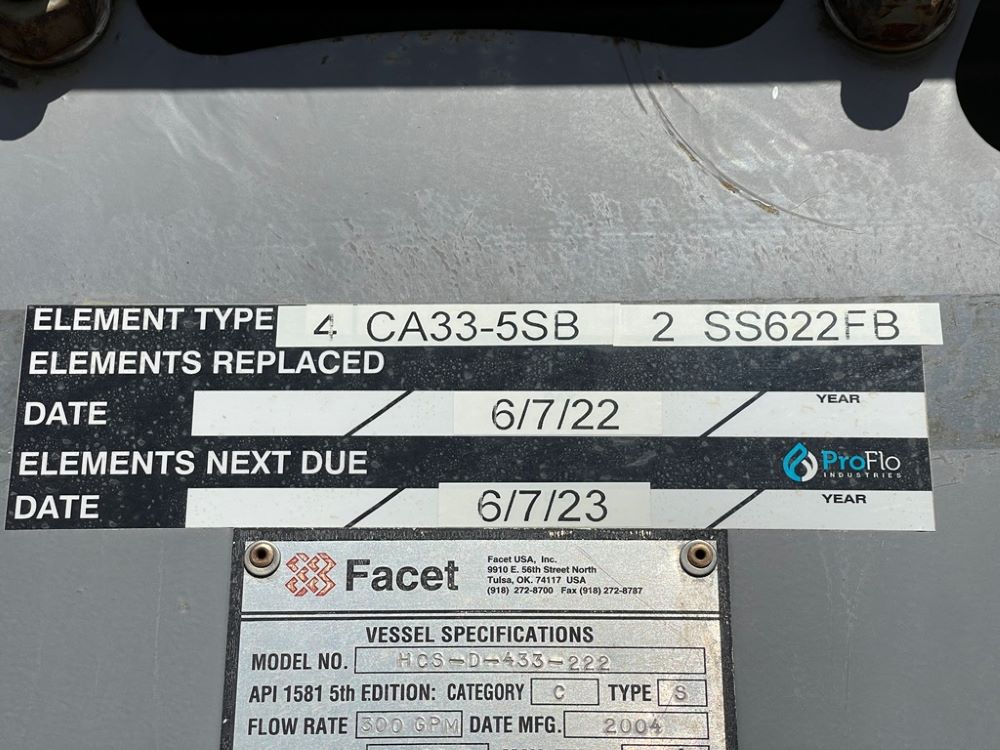 ELEMENT TYPE 4 CA33-5SB 2 SS622FB
ELEMENTS REPLACED
DATE 6/7/22 YEAR
ELEMENTS NEXT DUE
ProFlo
INDUSTRIES
DATE 6/7/23 YEAR
Facet
Facet USA, Inc.
9910 E. 56th Street North
Tulsa, OK. 74117 USA
(918) 272-8700 Fax (918) 272-8787
VESSEL SPECIFICATIONS
MODEL NO. HCS-D-433-222
API 1581 5th EDITION: CATEGORY C TYPE S
FLOW RATE 300 GPM DATE MFG. 2004